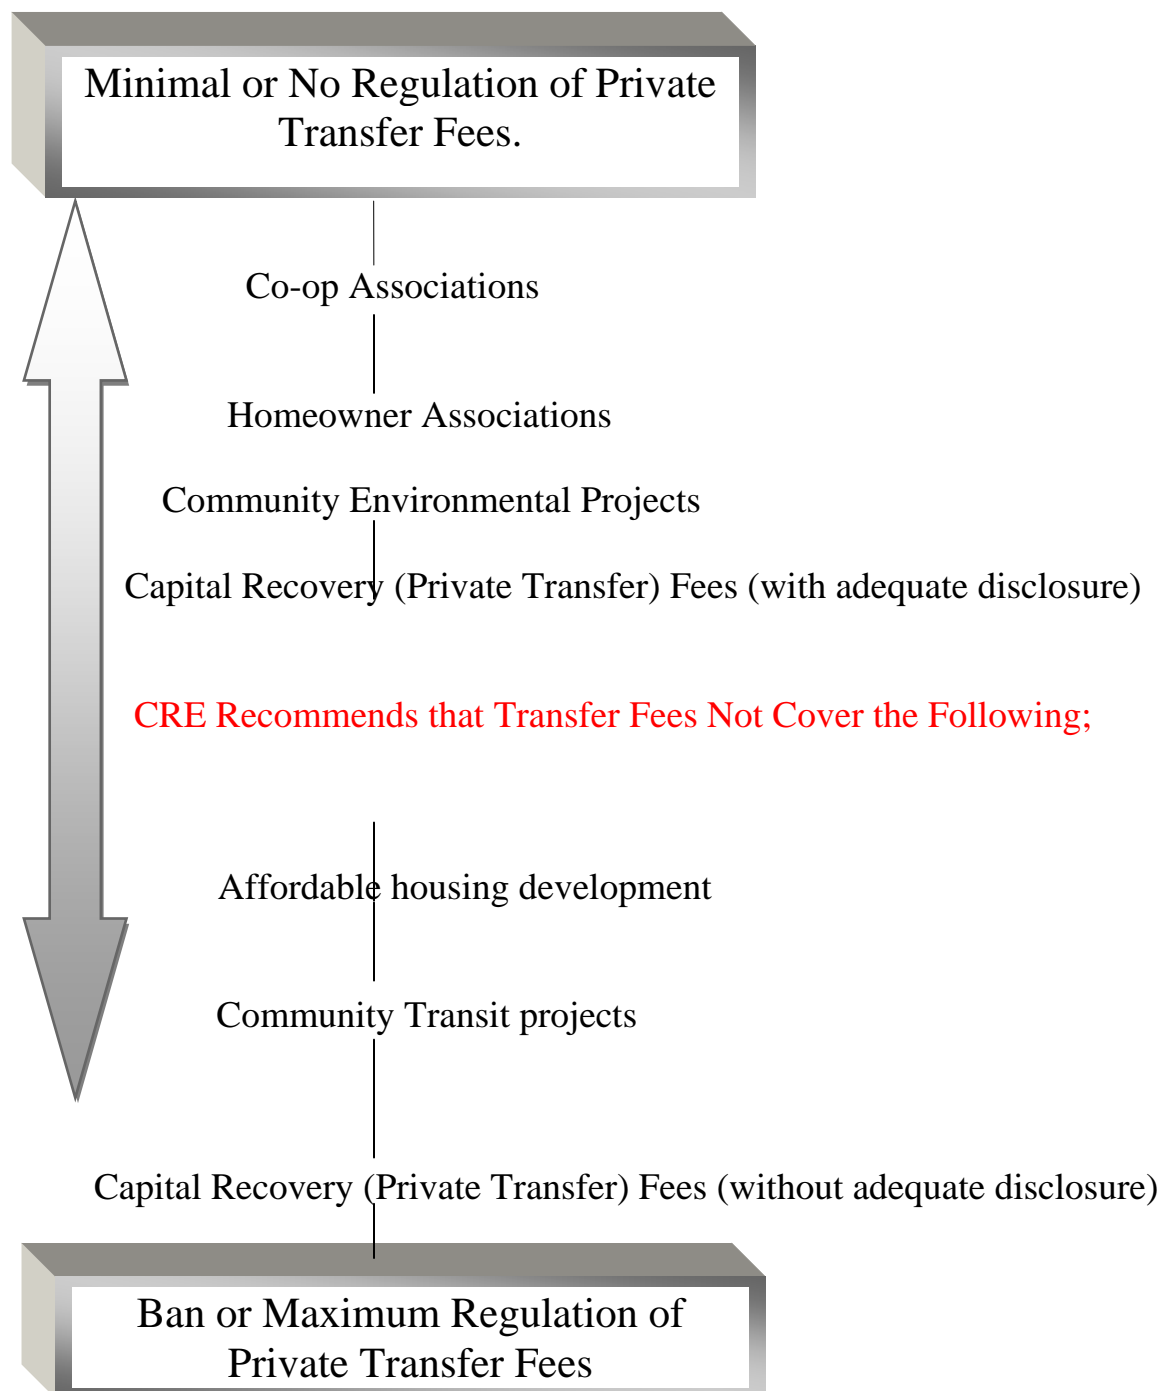 Minimal or No Regulation of Private
Transfer Fees.
Co-op Associations
Homeowner Associations
Community Environmental Projects
Capital Recovery (Private Transfer) Fees (with adequate disclosure)
CRE Recommends that Transfer Fees Not Cover the Following;
Affordable housing development
Community Transit projects
Capital Recovery (Private Transfer) Fees (without adequate disclosure)
Ban or Maximum Regulation of
Private Transfer Fees